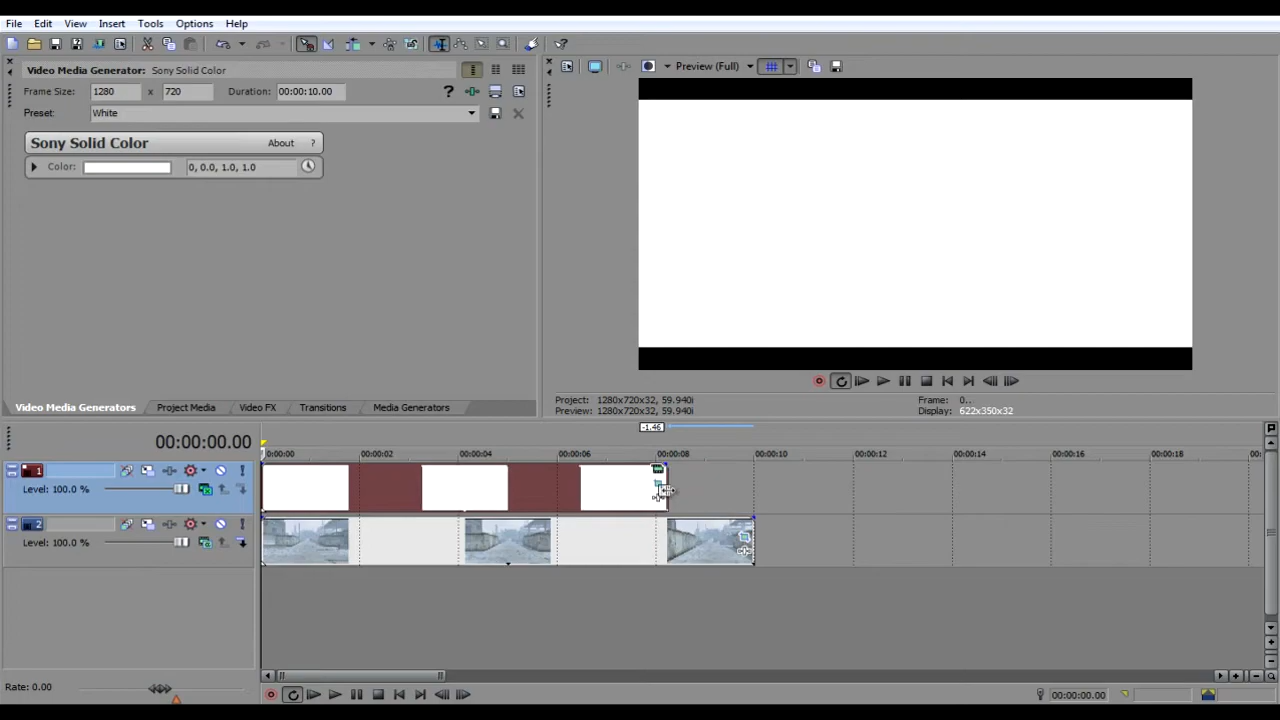 File Edit View Insert Tools Options Help
Video Media Generator: Sony Solid Color
Frame Size: 1280 x 720 Duration: 00:00:10.00
Preset: White
Sony Solid Color About ?
Color: 0, 0.0, 1.0, 1.0
Video Media Generators Project Media Video FX Transitions Media Generators
Preview (Full)
Project: 1280x720x32, 59.940i Frame: 0..
Preview: 1280x720x32, 59.940i Display: 622x350x32
00:00:00.00
-1.46
0:00:00 00:00:02 00:00:04 00:00:06 00:00:08 00:00:10 00:00:12 00:00:14 00:00:16 00:00:18 00:
1
Level: 100.0 %
2
Level: 100.0 %
Rate: 0.00
00:00:00.00